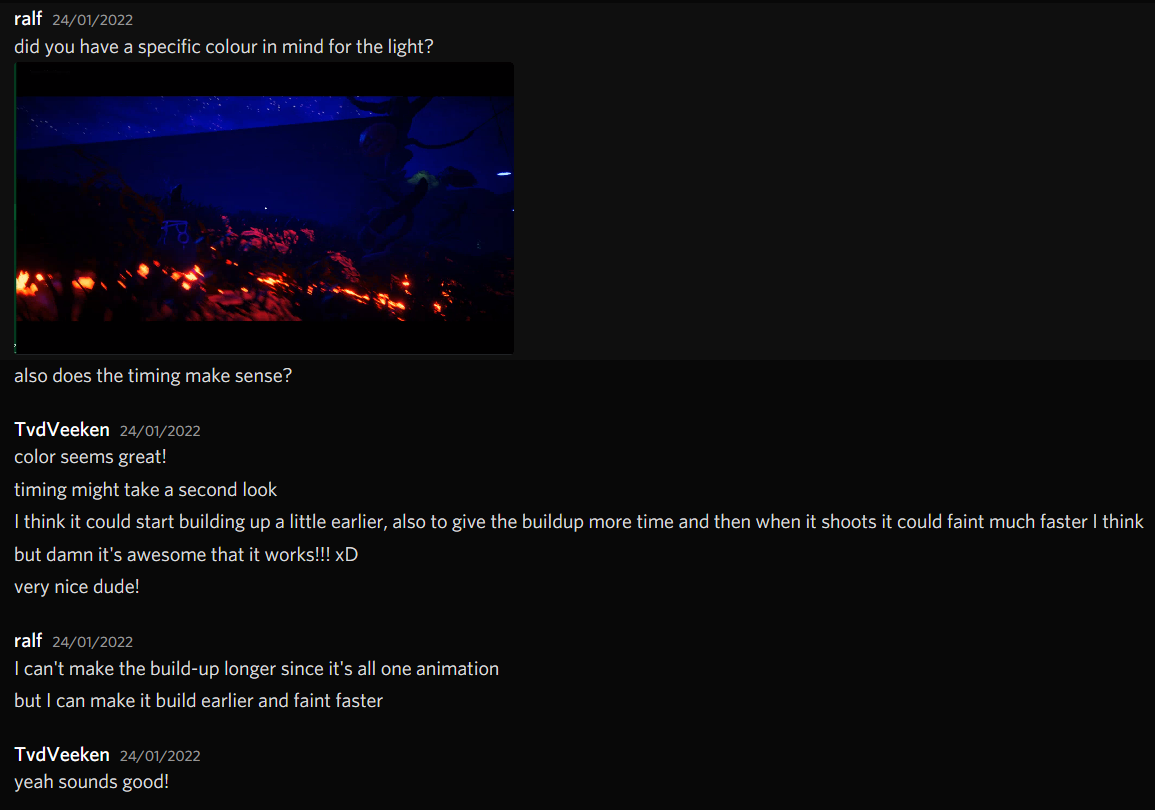 ralf 24/01/2022
did you have a specific colour in mind for the light?
also does the timing make sense?
TvdVeeken 24/01/2022
color seems great!
timing might take a second look
I think it could start building up a little earlier, also to give the buildup more time and then when it shoots it could faint much faster I think
but damn it's awesome that it works!!! xD
very nice dude!
ralf 24/01/2022
I can't make the build-up longer since it's all one animation
but I can make it build earlier and faint faster
TvdVeeken 24/01/2022
yeah sounds good!